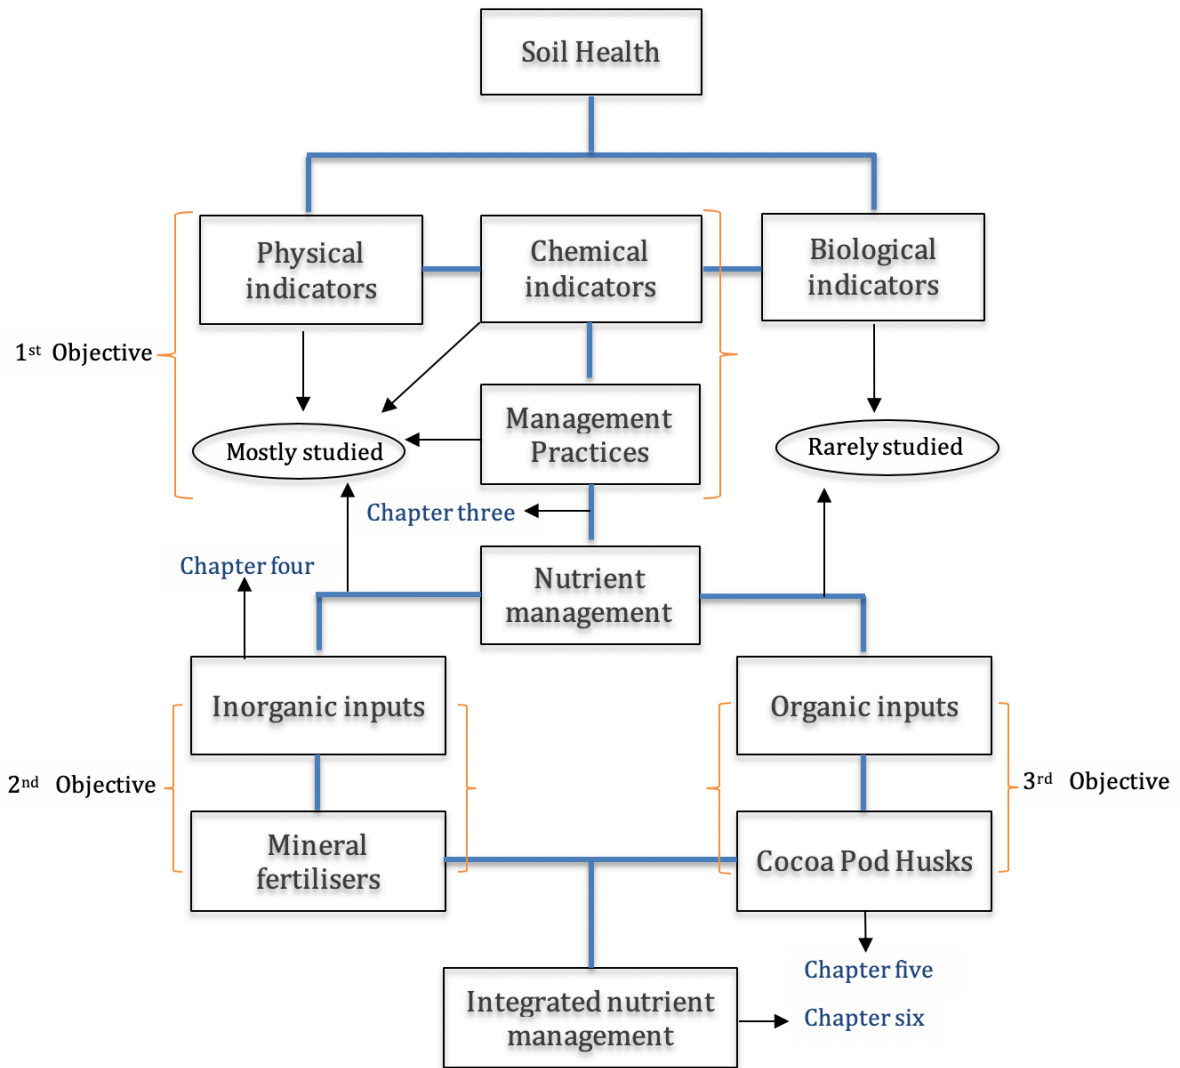 Soil Health
Physical
indicators
Chemical
indicators
Biological
indicators
1st Objective
Mostly studied
Management
Practices
Rarely studied
Chapter three
Chapter four
Nutrient
management
Inorganic inputs
Organic inputs
2nd Objective
3rd Objective
Mineral
fertilisers
Cocoa Pod Husks
Chapter five
Integrated nutrient
management
Chapter six